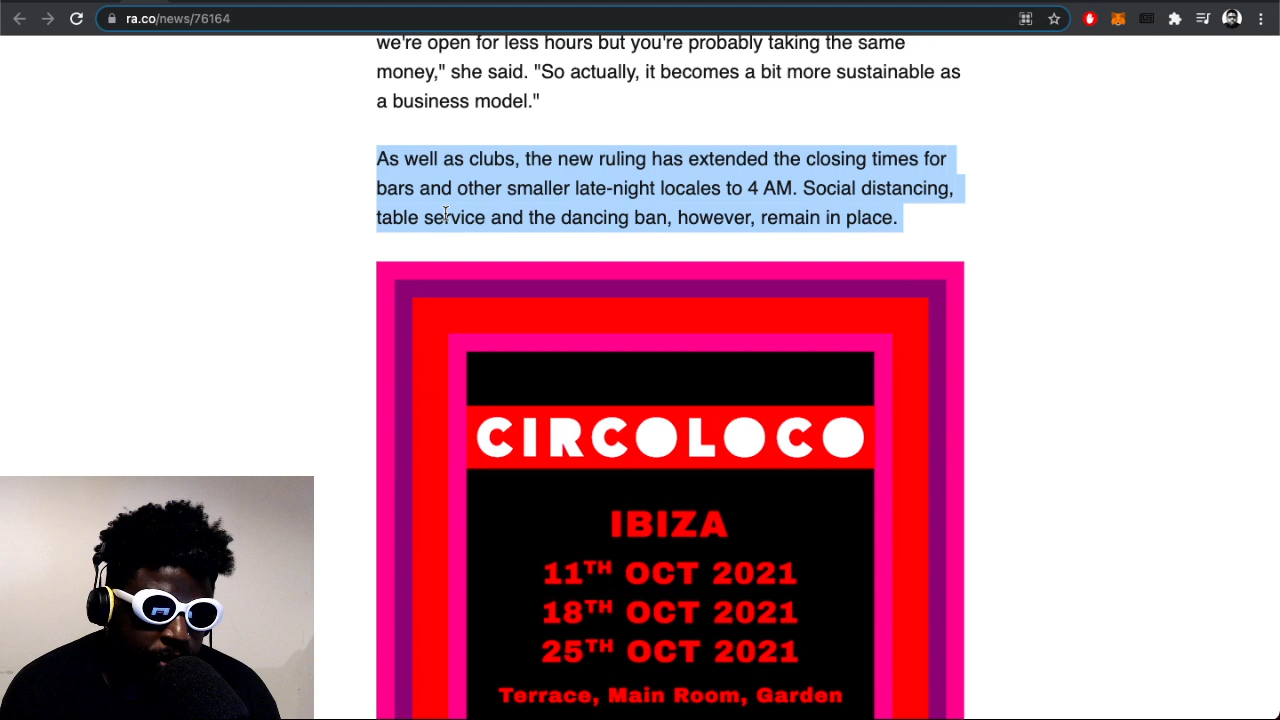 ra.co/news/76164
we're open for less hours but you're probably taking the same
money," she said. "So actually, it becomes a bit more sustainable as
a business model."
As well as clubs, the new ruling has extended the closing times for
bars and other smaller late-night locales to 4 AM. Social distancing,
table service and the dancing ban, however, remain in place.
CIRCOLOCO
IBIZA
11TH OCT 2021
18TH OCT 2021
25TH OCT 2021
Terrace, Main Room, Garden